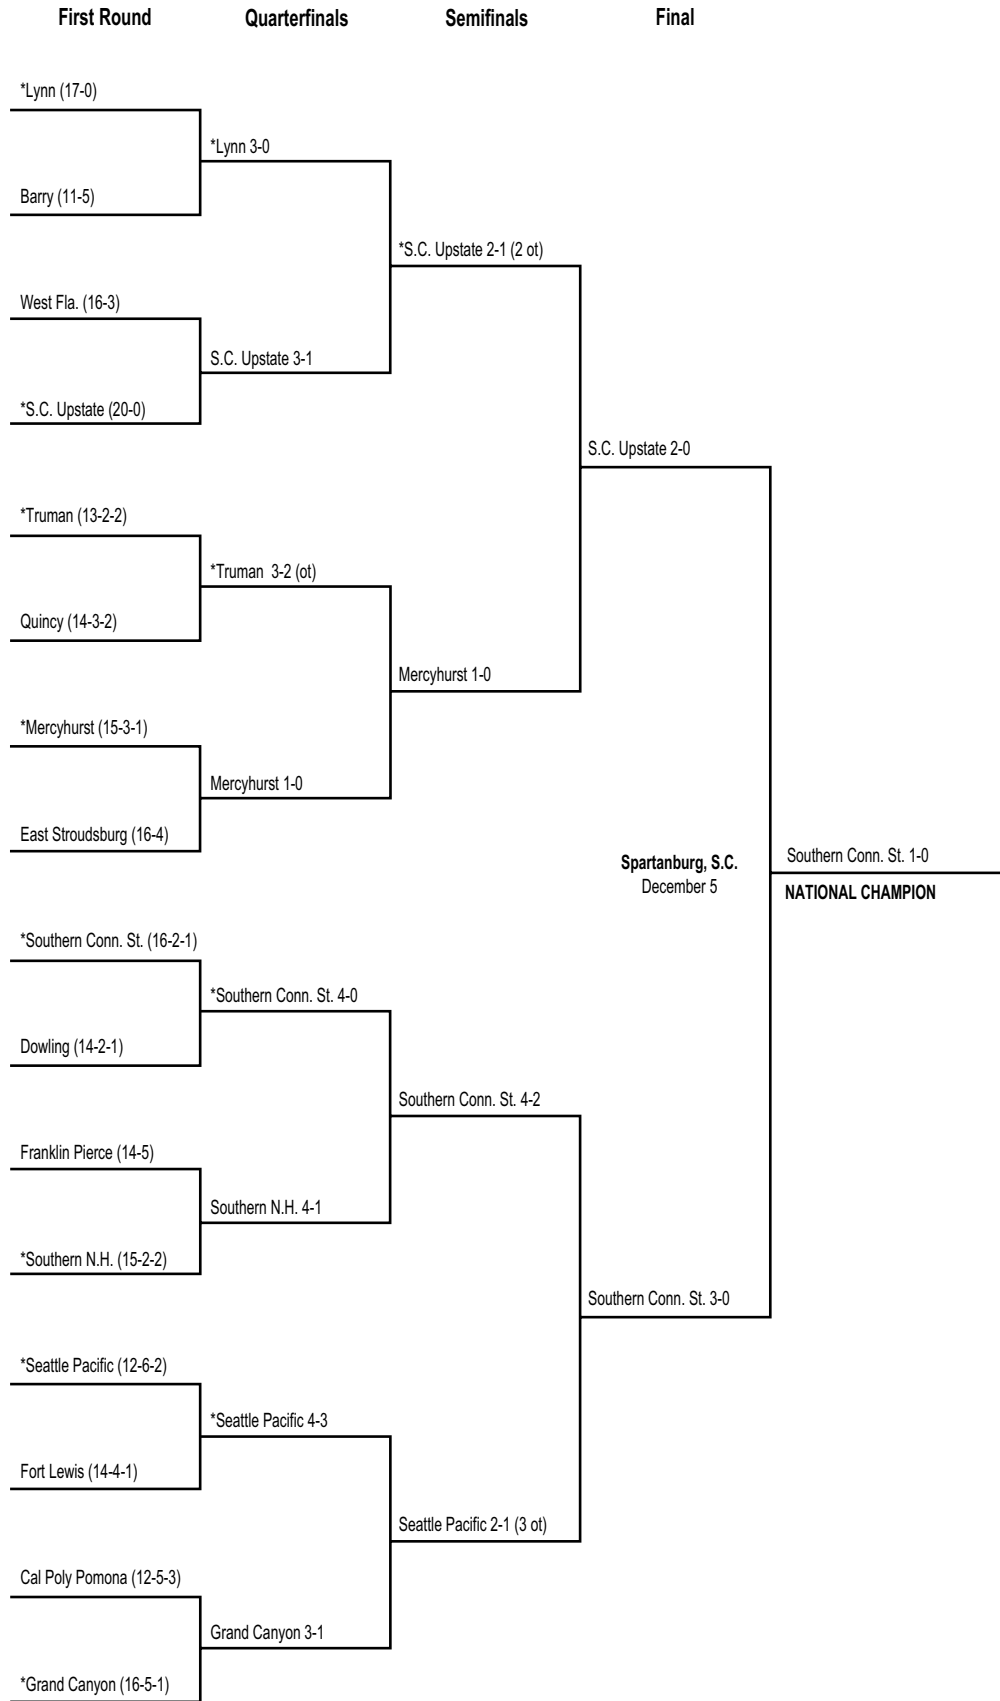 First Round Quarterfinals Semifinals Final
*Lynn (17-0)
*Lynn 3-0
Barry (11-5)
*S.C. Upstate 2-1 (2 ot)
West Fla. (16-3)
S.C. Upstate 3-1
*S.C. Upstate (20-0)
S.C. Upstate 2-0
*Truman (13-2-2)
*Truman  3-2 (ot)
Quincy (14-3-2)
Mercyhurst 1-0
*Mercyhurst (15-3-1)
Mercyhurst 1-0
East Stroudsburg (16-4)
Spartanburg, S.C.
December 5
Southern Conn. St. 1-0
NATIONAL CHAMPION
*Southern Conn. St. (16-2-1)
*Southern Conn. St. 4-0
Dowling (14-2-1)
Southern Conn. St. 4-2
Franklin Pierce (14-5)
Southern N.H. 4-1
*Southern N.H. (15-2-2)
Southern Conn. St. 3-0
*Seattle Pacific (12-6-2)
*Seattle Pacific 4-3
Fort Lewis (14-4-1)
Seattle Pacific 2-1 (3 ot)
Cal Poly Pomona (12-5-3)
Grand Canyon 3-1
*Grand Canyon (16-5-1)